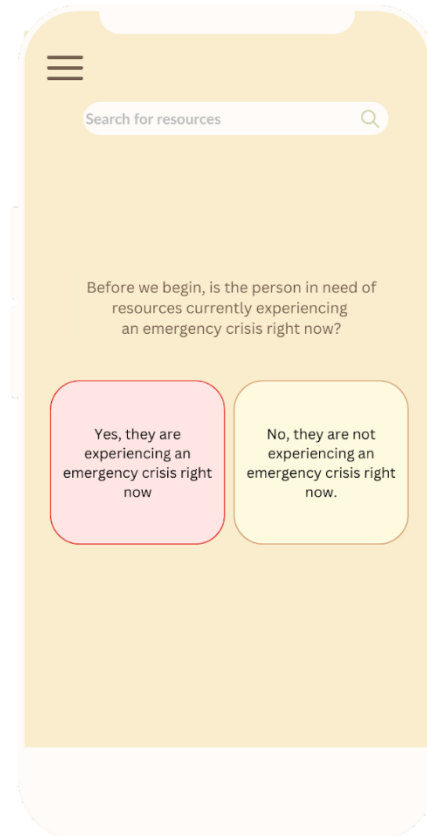 Search for resources
Before we begin, is the person in need of
resources currently experiencing
an emergency crisis right now?
Yes, they are
experiencing an
emergency crisis right
now
No, they are not
experiencing an
emergency crisis right
now.